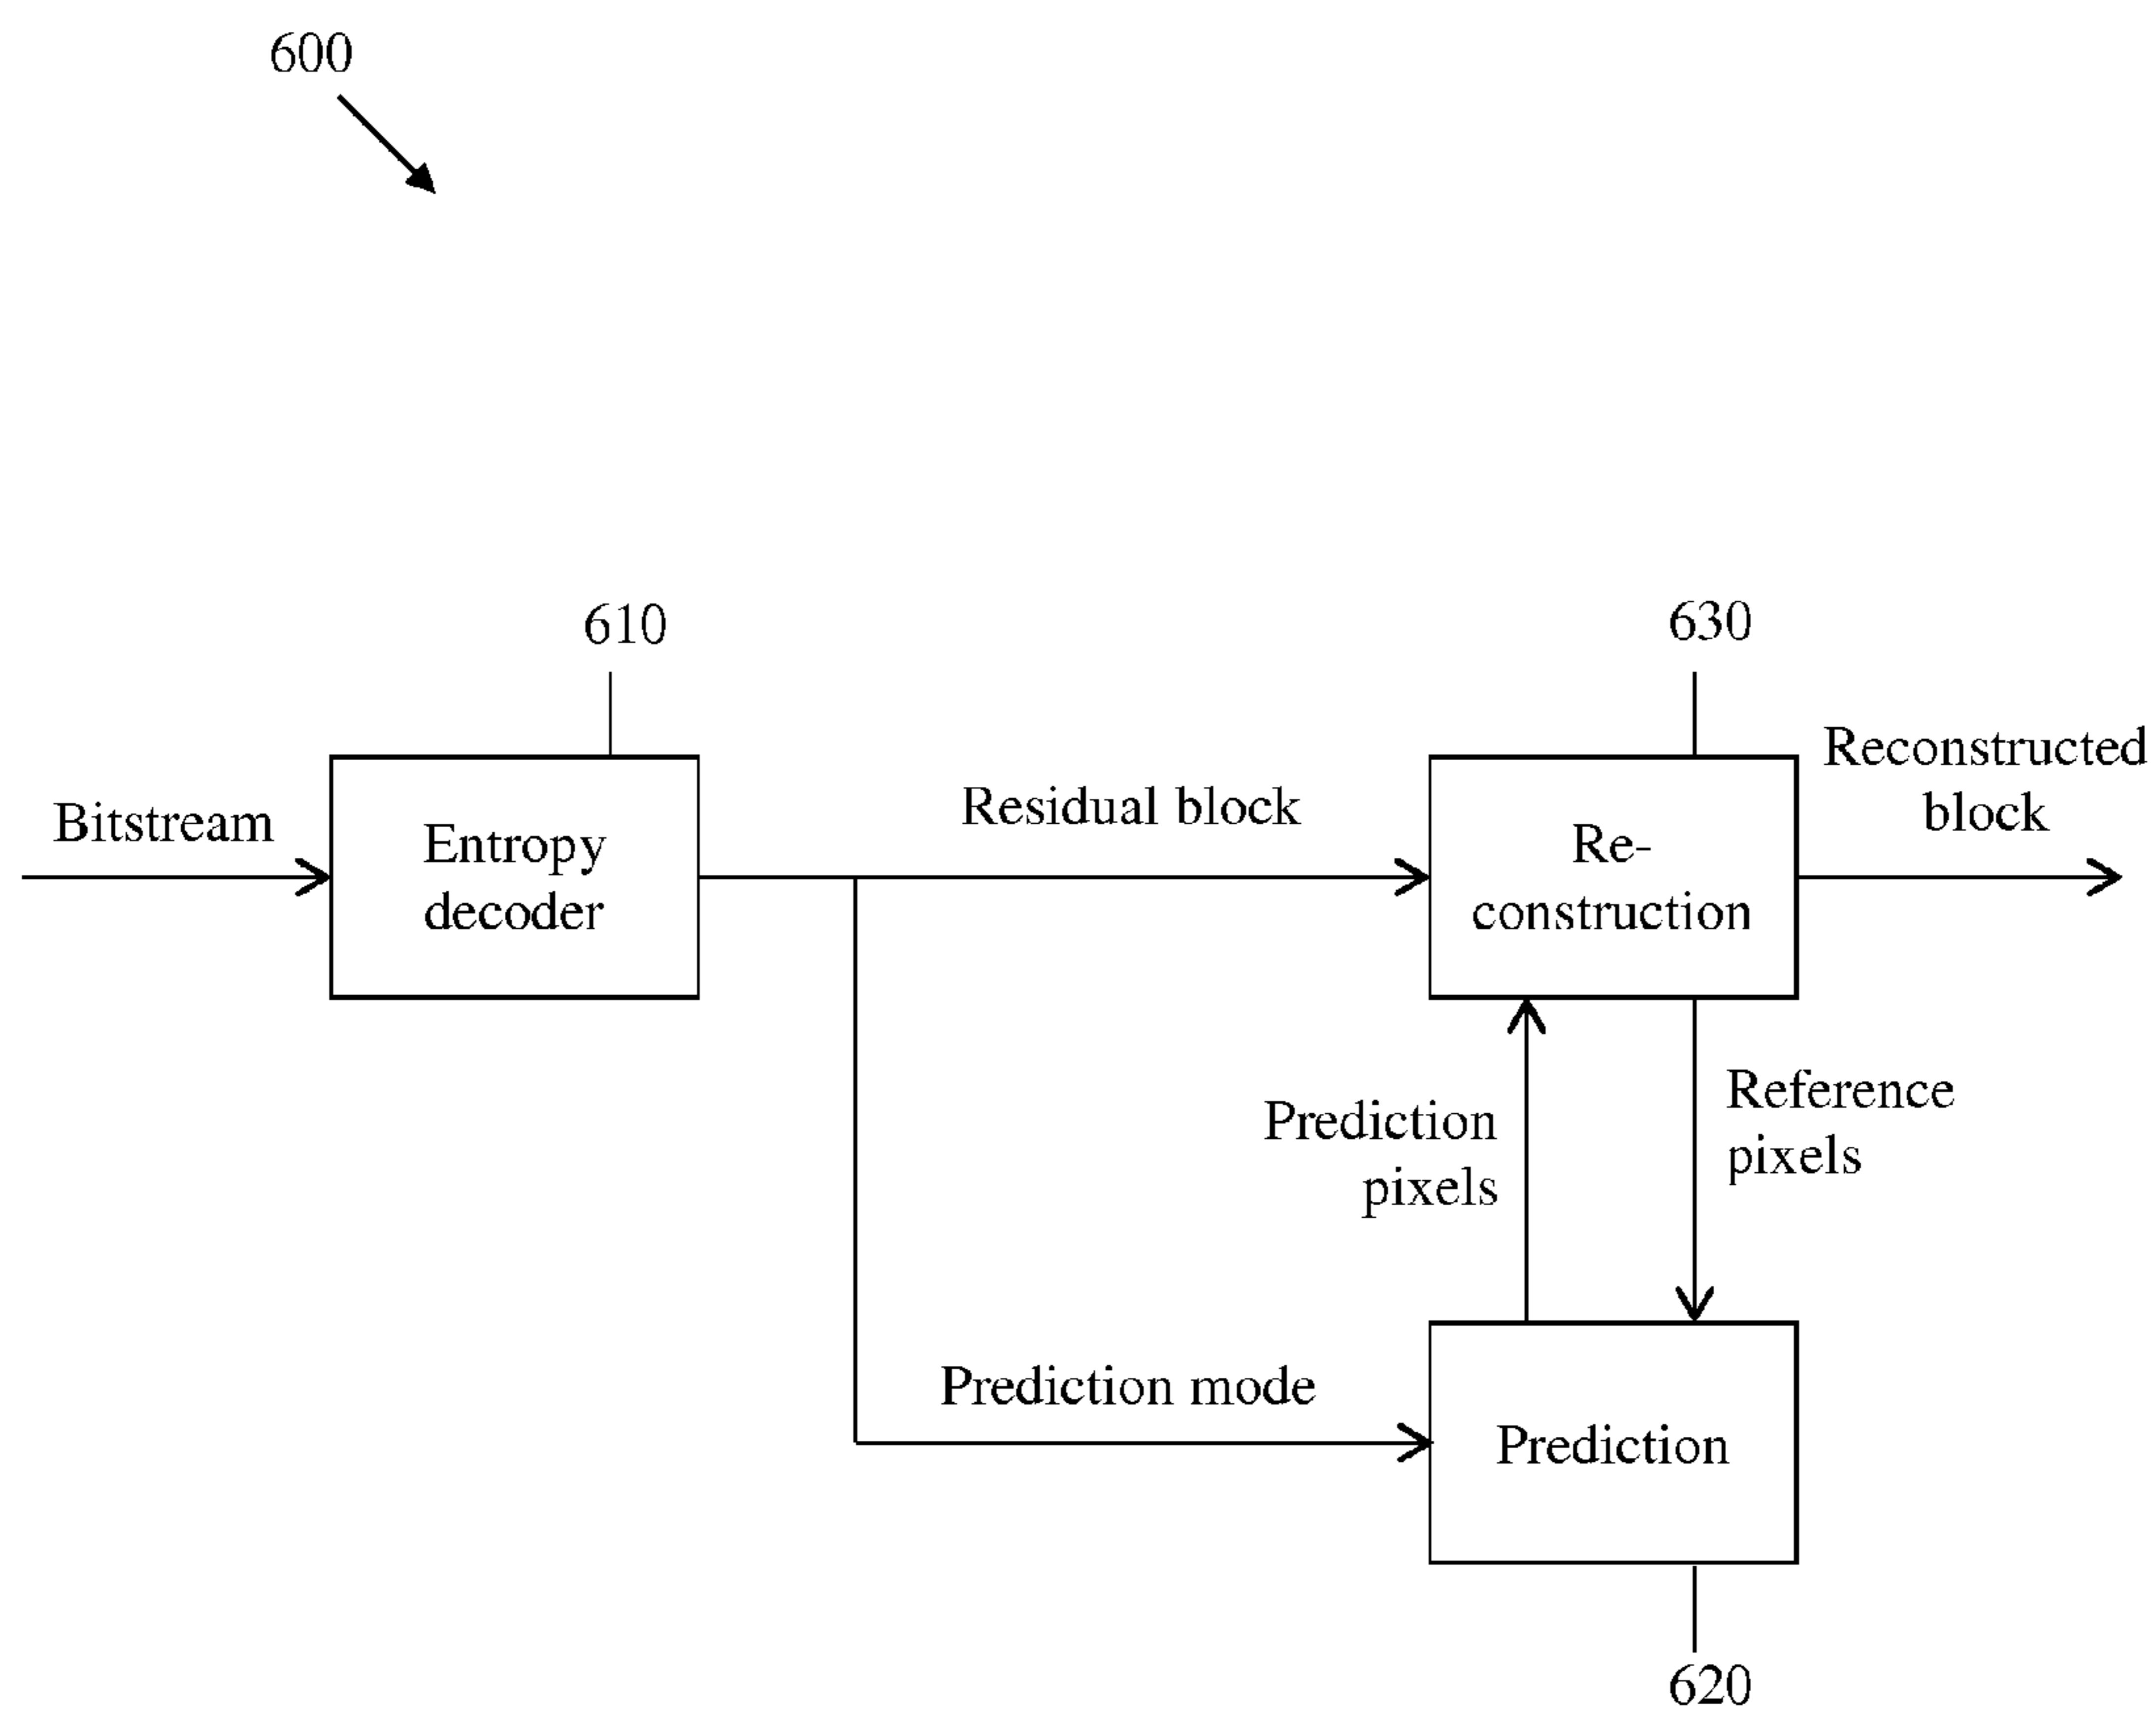 600
610
630
Bitstream
Entropy
decoder
Residual block
Re-
construction
Reconstructed
block
Prediction
pixels
Reference
pixels
Prediction mode
Prediction
620